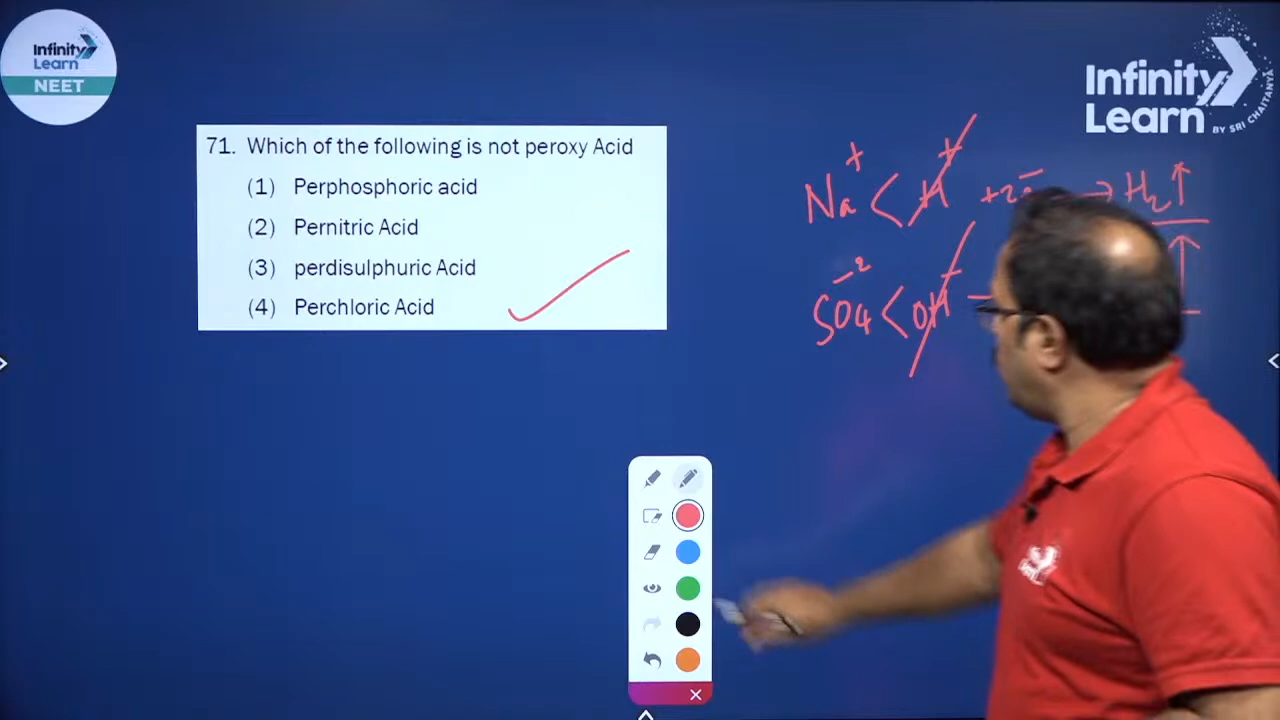 Infinity
Learn
NEET
Infinity
Learn
BY SRI CHAITANYA
71. Which of the following is not peroxy Acid
(1) Perphosphoric acid
(2) Pernitric Acid
(3) perdisulphuric Acid
(4) Perchloric Acid
Na+ < H+ +2e− → H2↑
SO4−2 < OH−